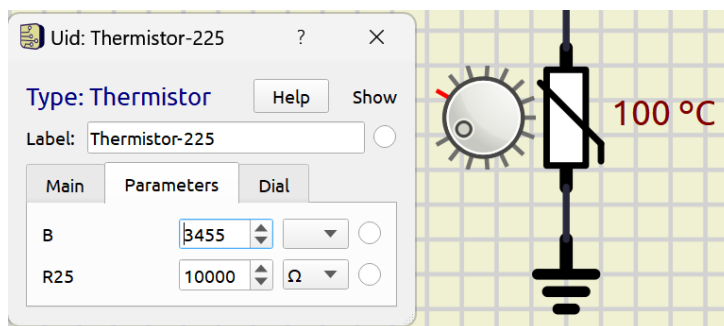 Uid: Thermistor-225 ? ×
Type: Thermistor Help Show
Label: Thermistor-225
Main Parameters Dial
B 3455
R25 10000 Ω
100 °C